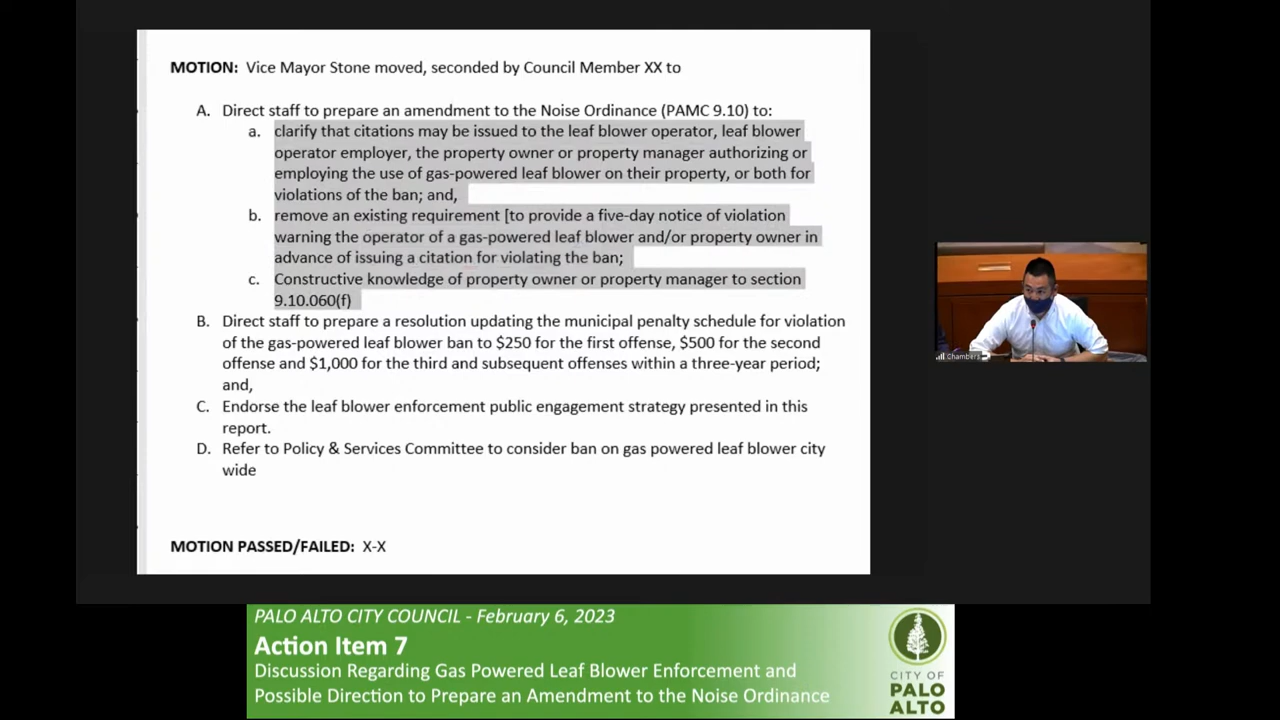 MOTION: Vice Mayor Stone moved, seconded by Council Member XX to
A. Direct staff to prepare an amendment to the Noise Ordinance (PAMC 9.10) to:
a. clarify that citations may be issued to the leaf blower operator, leaf blower
operator employer, the property owner or property manager authorizing or
employing the use of gas-powered leaf blower on their property, or both for
violations of the ban; and,
b. remove an existing requirement [to provide a five-day notice of violation
warning the operator of a gas-powered leaf blower and/or property owner in
advance of issuing a citation for violating the ban;
c. Constructive knowledge of property owner or property manager to section
9.10.060(f)
B. Direct staff to prepare a resolution updating the municipal penalty schedule for violation
of the gas-powered leaf blower ban to $250 for the first offense, $500 for the second
offense and $1,000 for the third and subsequent offenses within a three-year period;
and,
C. Endorse the leaf blower enforcement public engagement strategy presented in this
report.
D. Refer to Policy & Services Committee to consider ban on gas powered leaf blower city
wide
MOTION PASSED/FAILED: X-X
Chambers
PALO ALTO CITY COUNCIL - February 6, 2023
Action Item 7
Discussion Regarding Gas Powered Leaf Blower Enforcement and
Possible Direction to Prepare an Amendment to the Noise Ordinance
CITY OF
PALO
ALTO